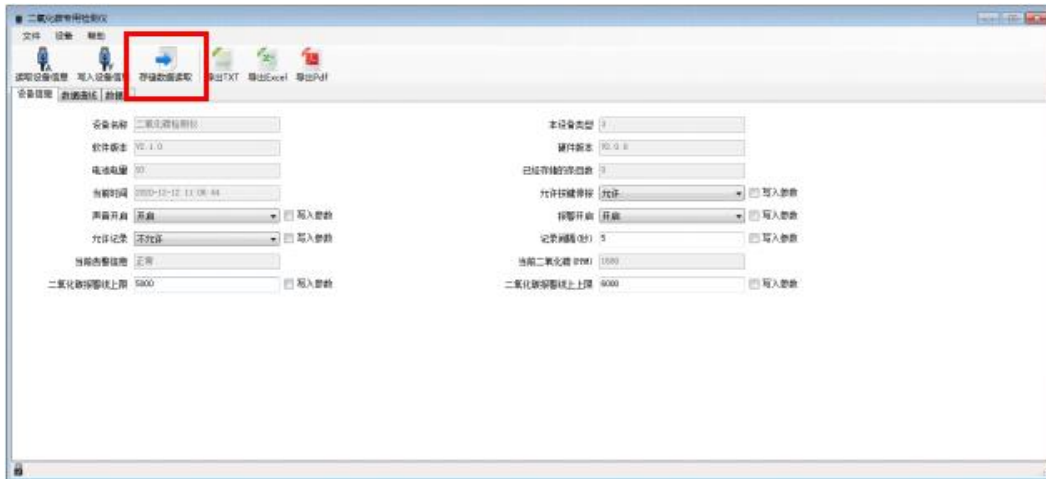 二氧化碳专用检测仪
文件 设备 帮助
读取设备信息 写入设备信息 存储数据读取 导出TXT 导出Excel 导出Pdf
设备信息 数据曲线 数据
设备名称 二氧化碳检测仪 本设备类型 3
软件版本 V2.1.0 硬件版本
电池电量 已经存储的条目数
当前时间 2020-12-12 11:06:44 允许按键停报 允许 写入参数
声音开启 开启 写入参数 报警开启 开启 写入参数
允许记录 不允许 写入参数 记录间隔(秒) 5 写入参数
当前告警信息 正常 当前二氧化碳(PPM)
二氧化碳报警线上限 5000 写入参数 二氧化碳报警线上上限 6000 写入参数